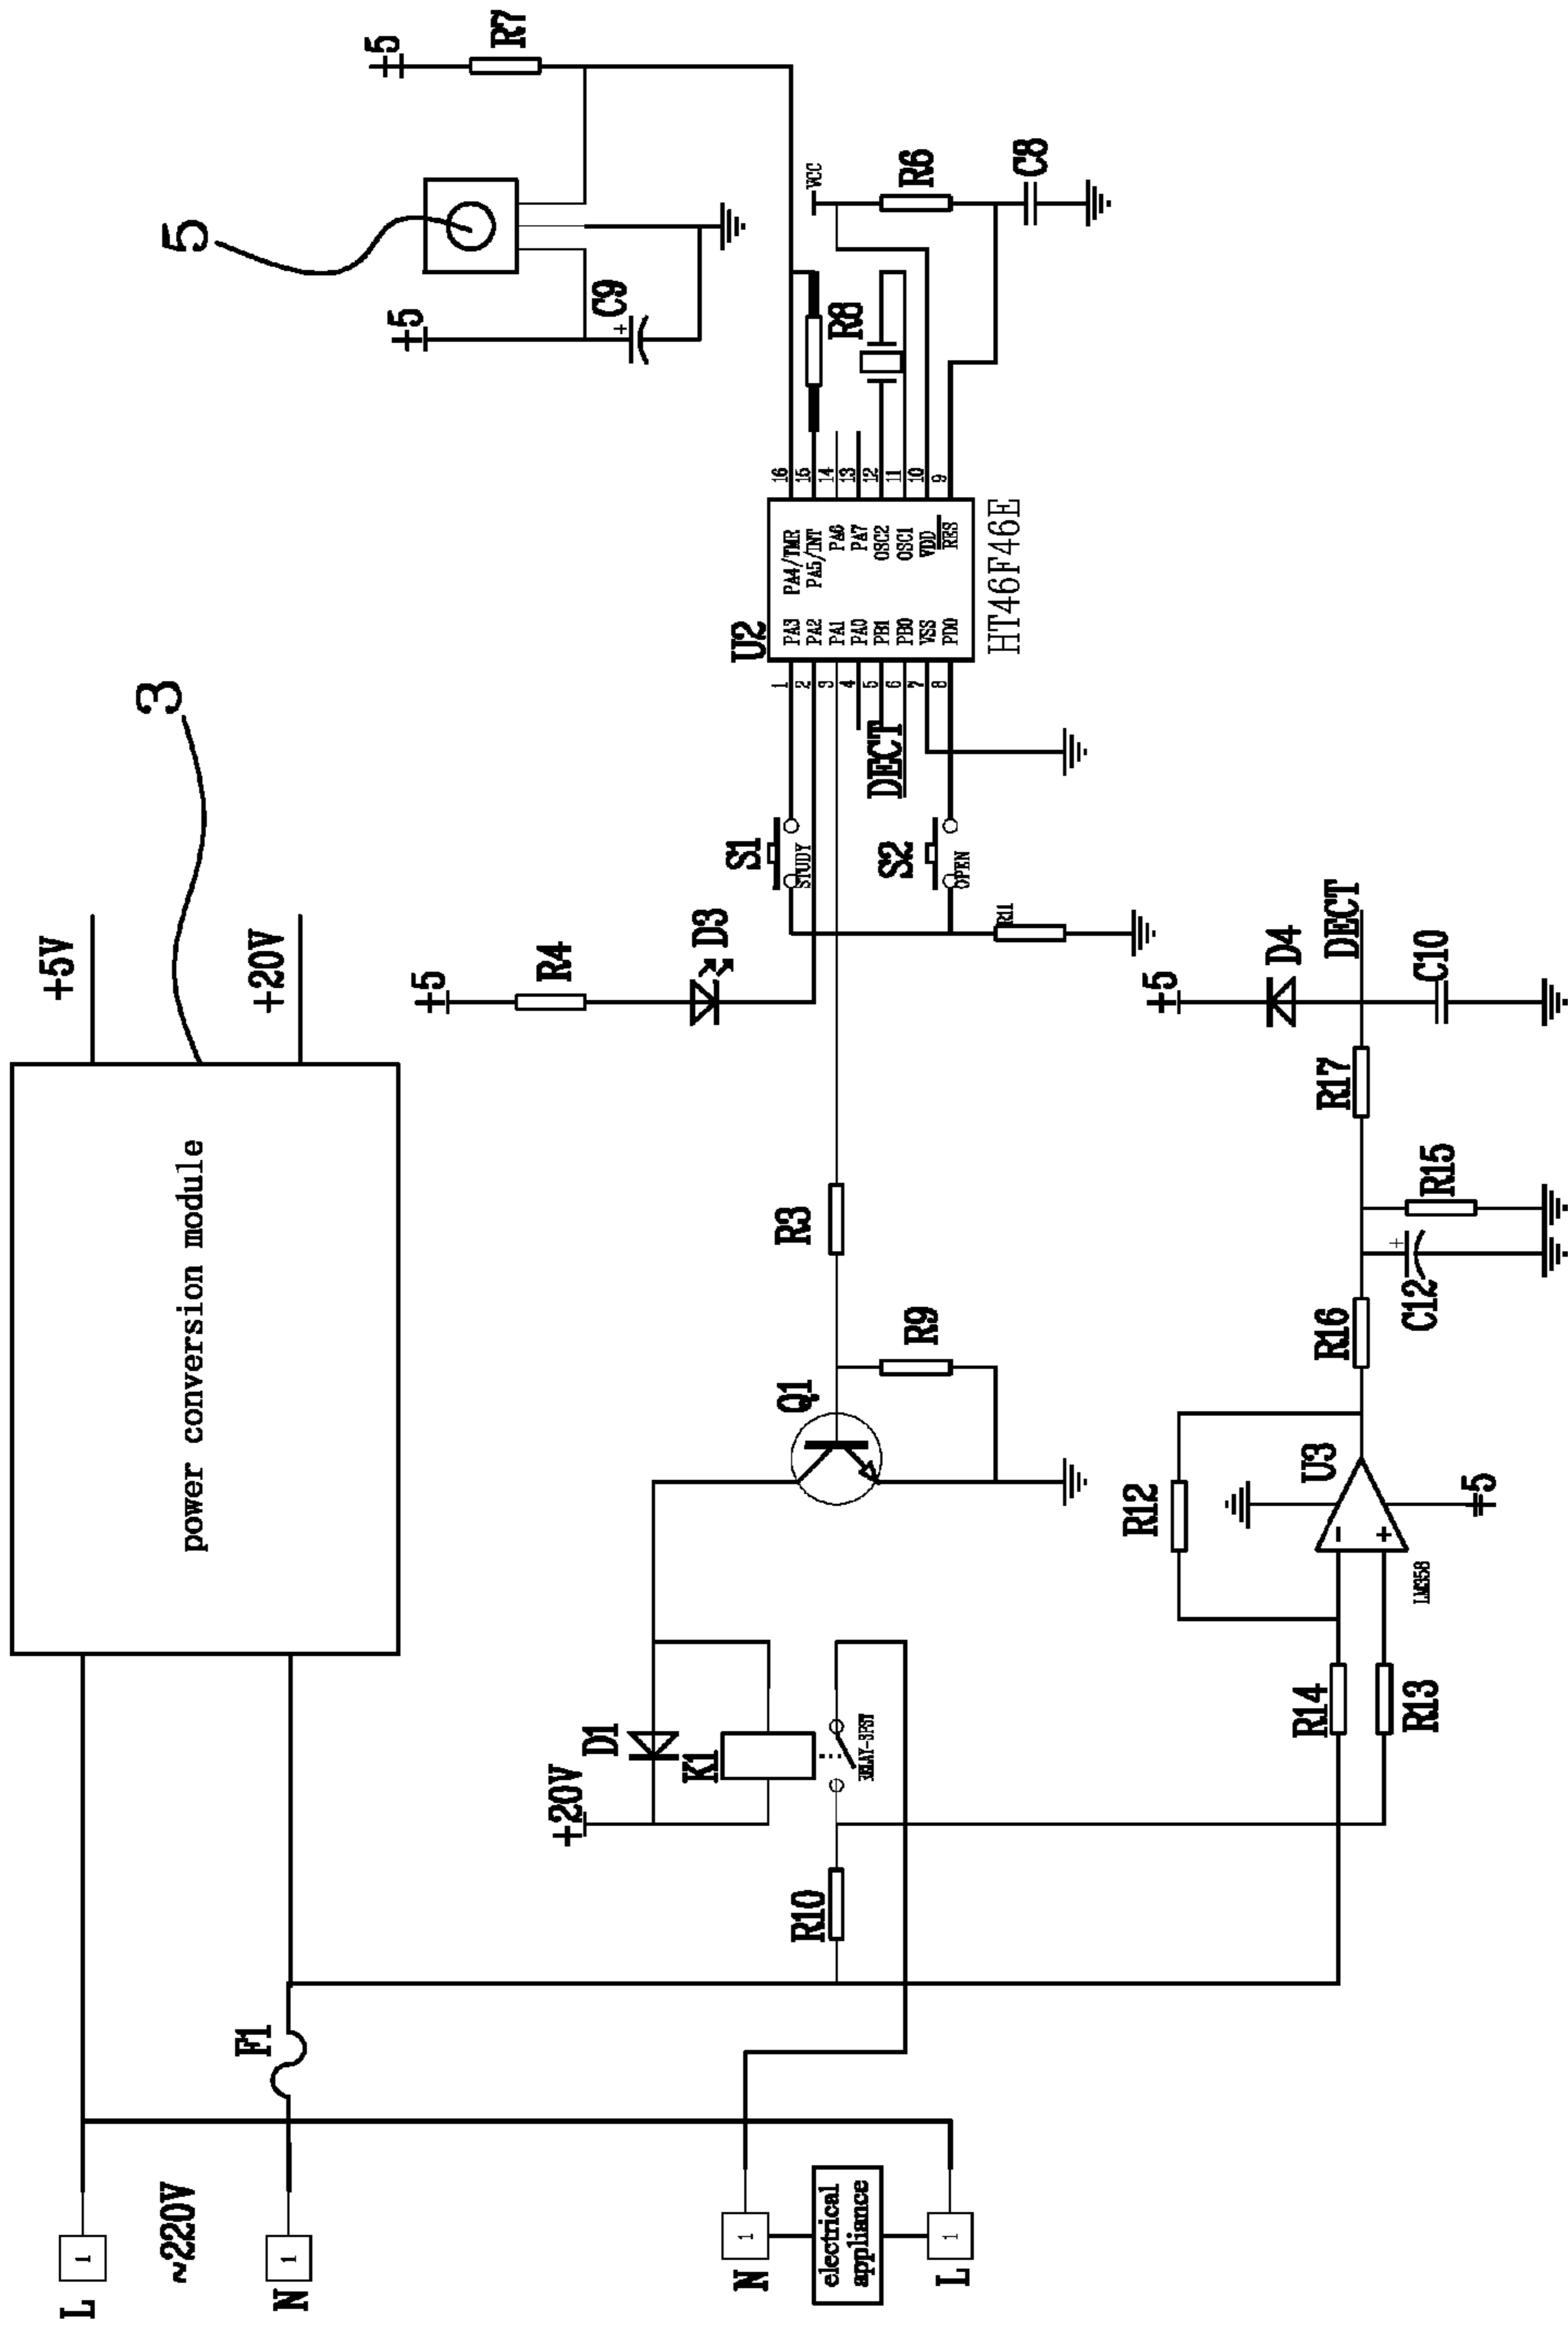 L
1
~220V
N
1
F1
power conversion module
3
+5V
+20V
N
1
electrical
appliance
L
1
+20V
D1
K1
RELAY-SPST
R10
Q1
R9
R3
+5
R4
D3
S1
STUDY
S2
OPEN
R11
DECT
U2
1
2
3
4
5
6
7
8
PA3
PA2
PA1
PA0
PB1
PB0
VSS
PD0
PA4/TMR
PA5/INT
PA6
PA7
OSC2
OSC1
VDD
RES
16
15
14
13
12
11
10
9
HT46F46E
+5
C9
5
+5
R7
R8
VCC
R6
C8
R14
R13
R12
U3
-
+
LM358
+5
R16
C12
+
R15
R17
+5
D4
DECT
C10